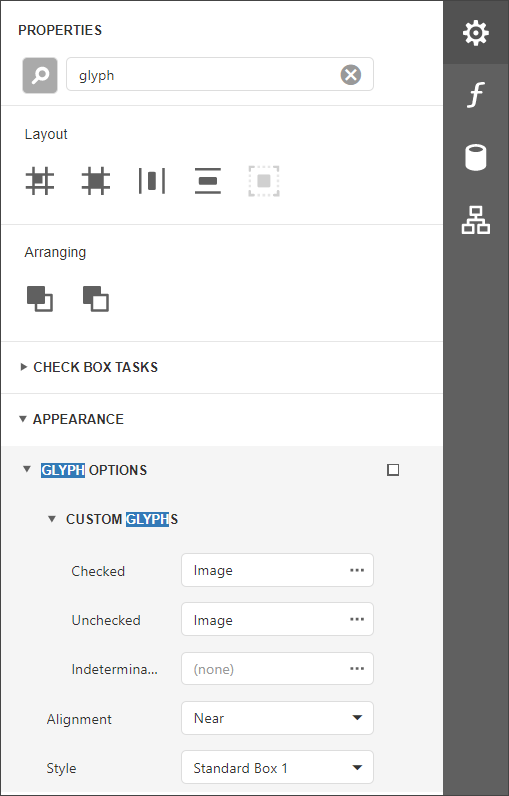 PROPERTIES
glyph
Layout
Arranging
CHECK BOX TASKS
APPEARANCE
GLYPH OPTIONS
CUSTOM GLYPHS
Checked Image
Unchecked Image
Indetermina... (none)
Alignment Near
Style Standard Box 1